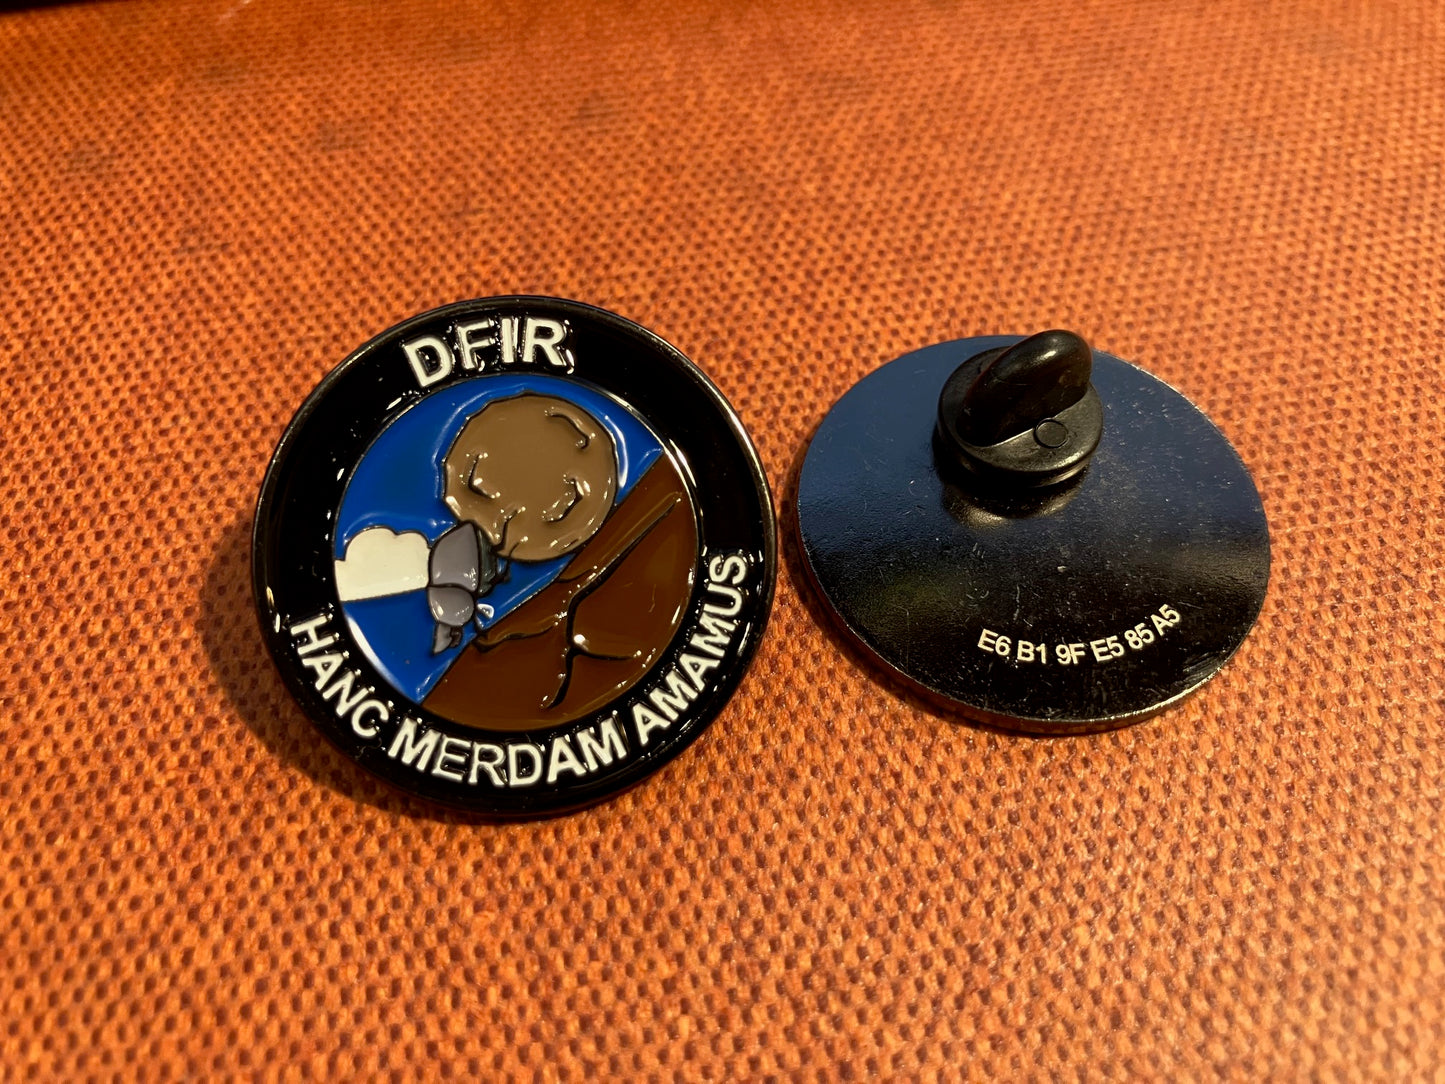 DFIR
HANC MERDAM AMAMUS
E6 B1 9F E5 85 A5